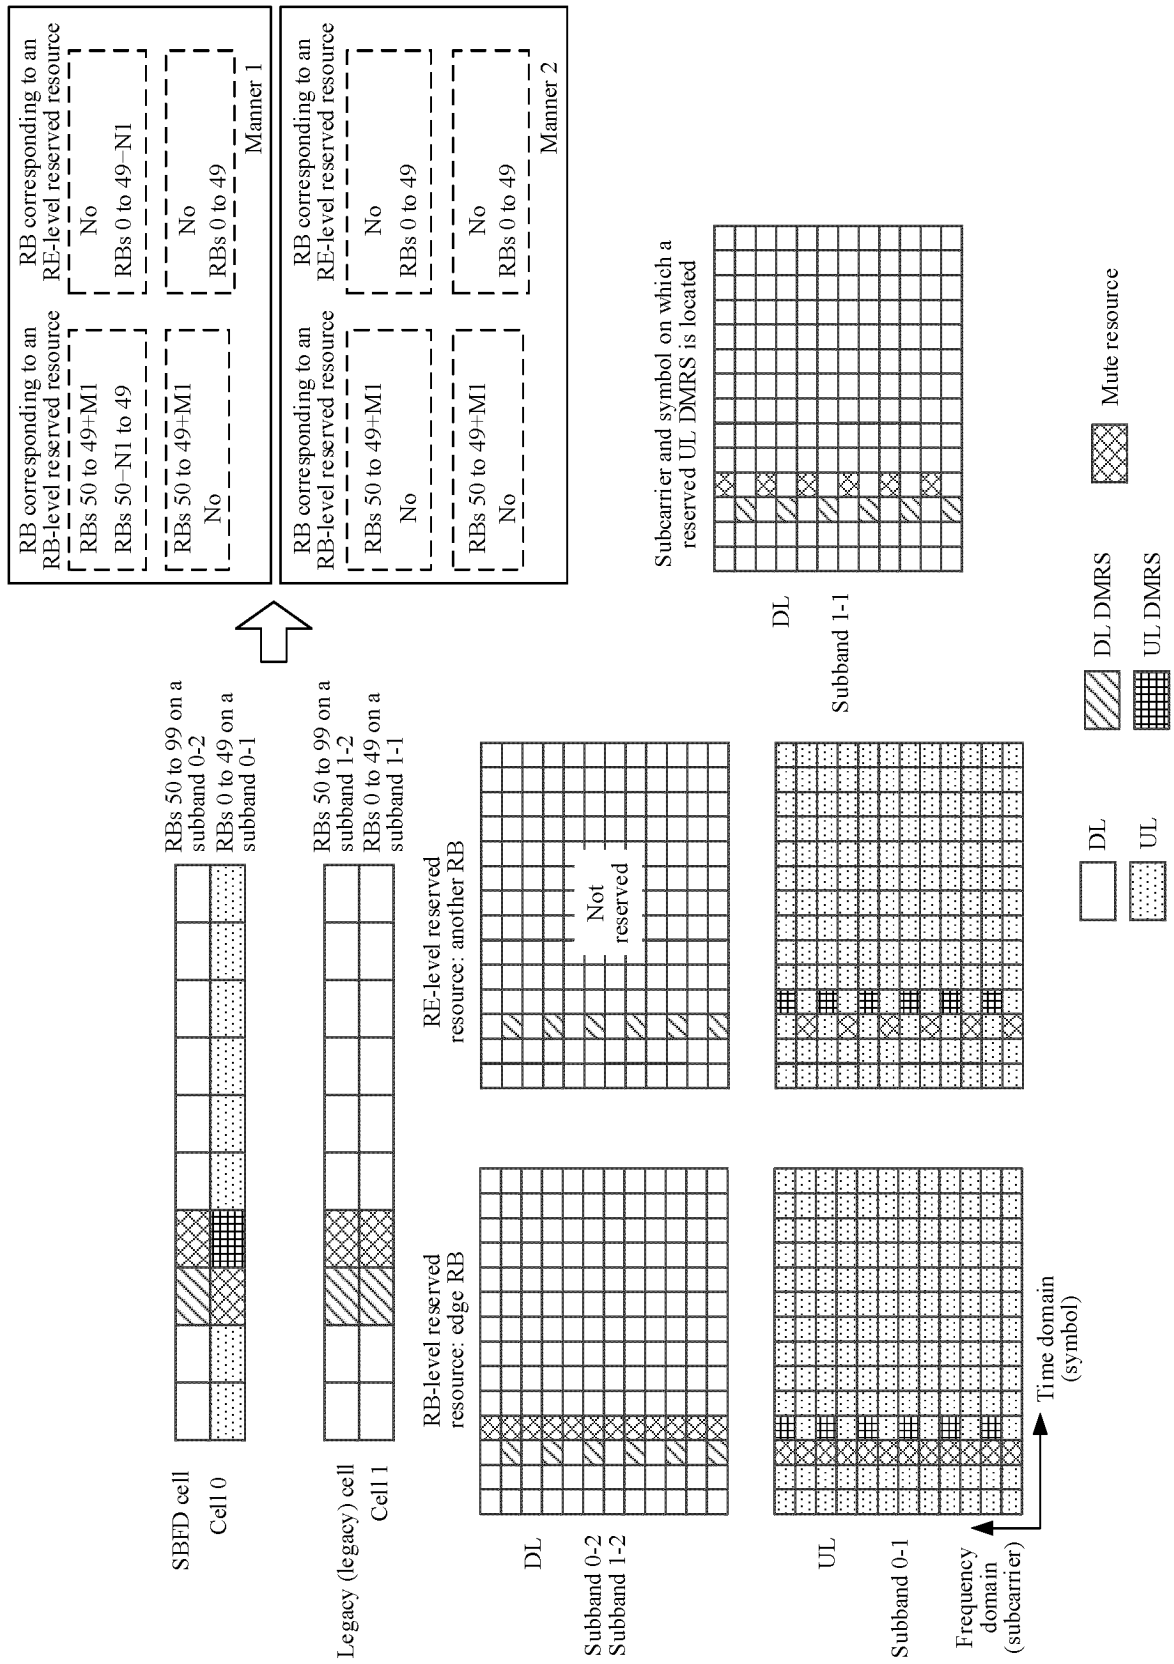 SBFD cell
Cell 0
RBs 50 to 99 on a
subband 0-2
RBs 0 to 49 on a
subband 0-1
Legacy (legacy) cell
Cell 1
RBs 50 to 99 on a
subband 1-2
RBs 0 to 49 on a
subband 1-1
RB corresponding to an
RB-level reserved resource
RB corresponding to an
RE-level reserved resource
RBs 50 to 49+M1
RBs 50−N1 to 49
No
RBs 0 to 49−N1
RBs 50 to 49+M1
No
No
RBs 0 to 49
Manner 1
RB corresponding to an
RB-level reserved resource
RB corresponding to an
RE-level reserved resource
RBs 50 to 49+M1
No
No
RBs 0 to 49
RBs 50 to 49+M1
No
No
RBs 0 to 49
Manner 2
RB-level reserved
resource: edge RB
RE-level reserved
resource: another RB
DL
Subband 0-2
Subband 1-2
Not
reserved
Subcarrier and symbol on which a
reserved UL DMRS is located
DL
Subband 1-1
UL
Subband 0-1
Frequency
domain
(subcarrier)
Time domain
(symbol)
DL
UL
DL DMRS
UL DMRS
Mute resource